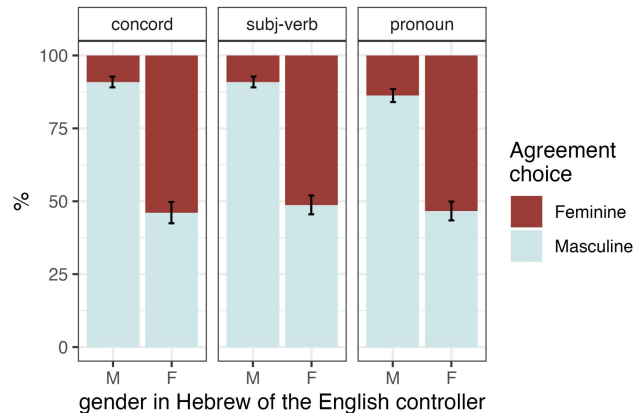 concord subj-verb pronoun
100
75
50
25
0
%
M F M F M F
gender in Hebrew of the English controller
Agreement
choice
Feminine
Masculine